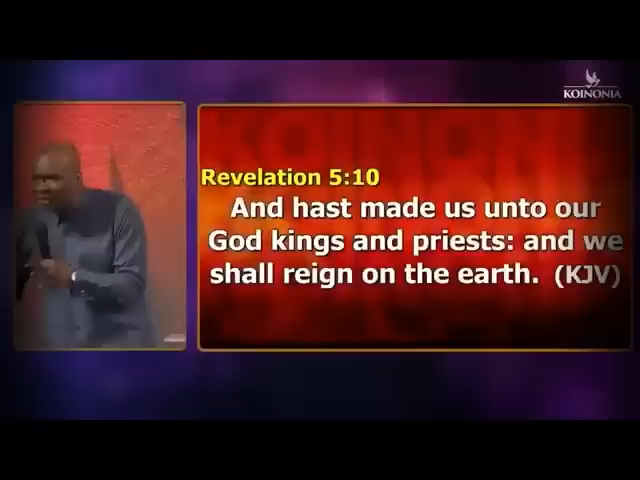 KOINONIA
Revelation 5:10
And hast made us unto our
God kings and priests: and we
shall reign on the earth. (KJV)